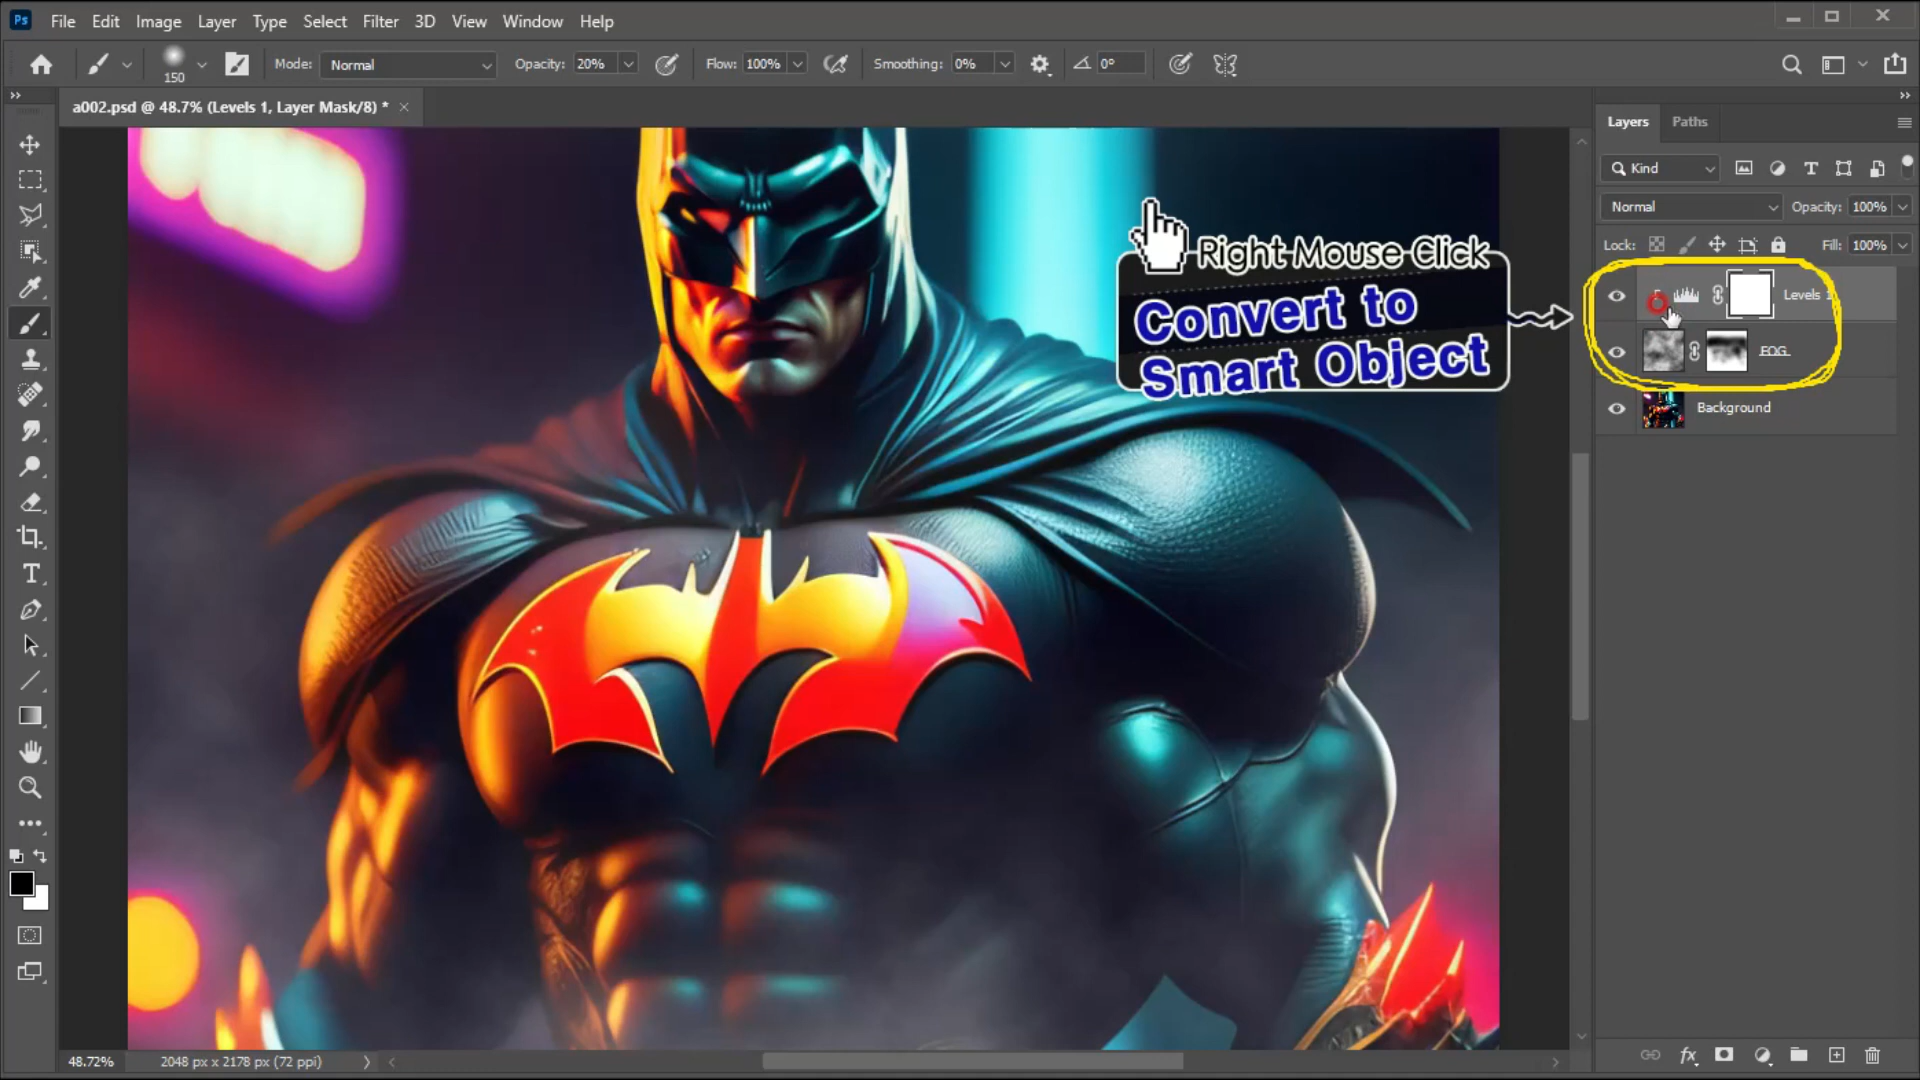 Ps File Edit Image Layer Type Select Filter 3D View Window Help
150 Mode: Normal Opacity: 20% Flow: 100% Smoothing: 0% 0°
a002.psd @ 48.7% (Levels 1, Layer Mask/8) *
Layers Paths
Kind
Normal Opacity: 100%
Lock: Fill: 100%
Levels 1
FOG
Background
Right Mouse Click
Convert to
Smart Object
48.72% 2048 px x 2178 px (72 ppi)
fx